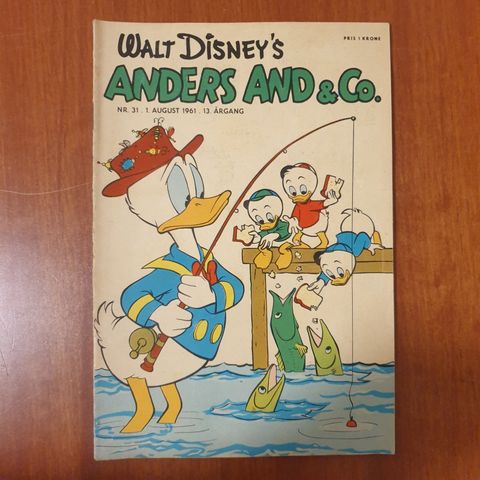 PRIS 1 KRONE
WALT DISNEY'S
ANDERS AND & Co.
NR. 31 . 1. AUGUST 1961 . 13. ÅRGANG